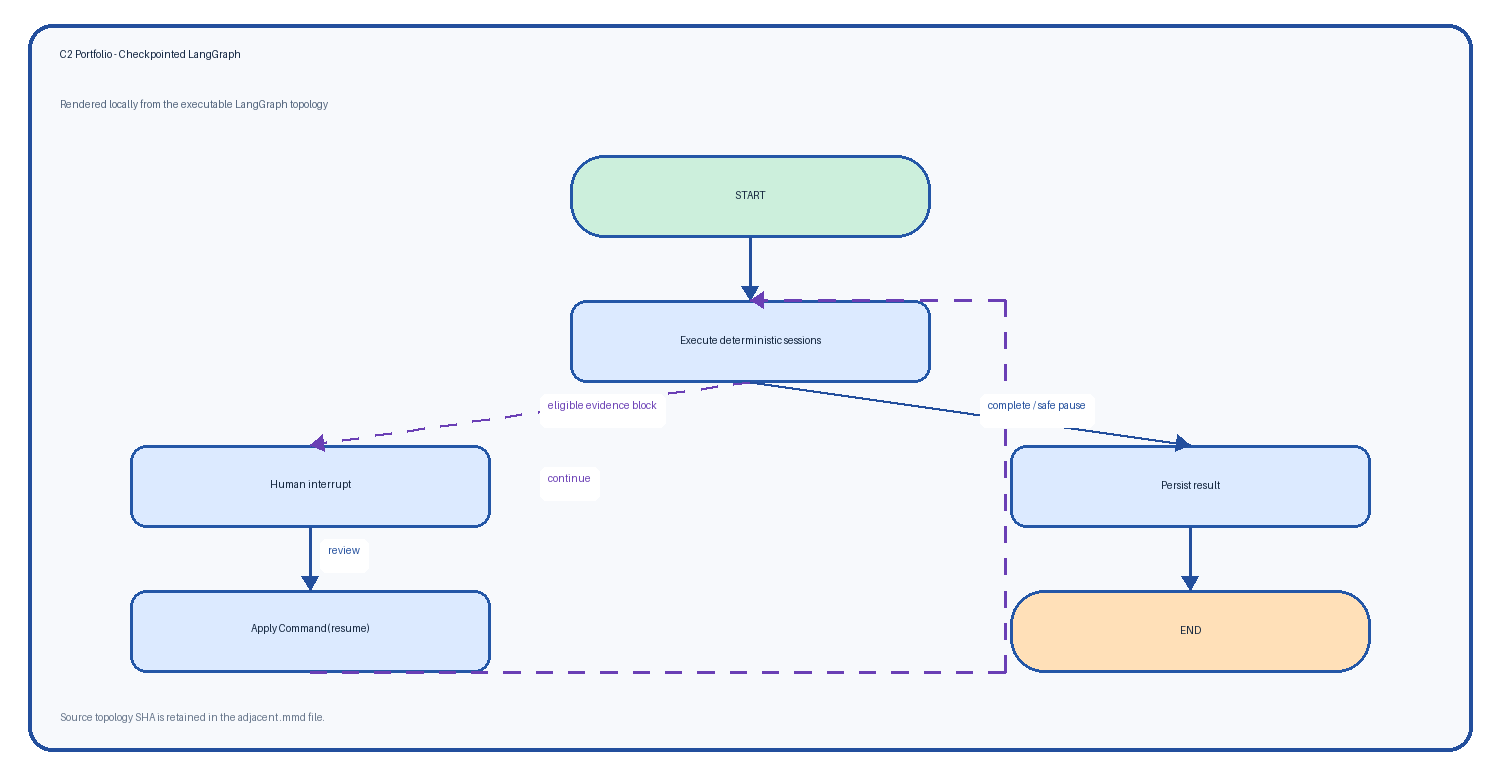 C2 Portfolio - Checkpointed LangGraph
Rendered locally from the executable LangGraph topology
START
Execute deterministic sessions
eligible evidence block
complete / safe pause
continue
Human interrupt
Persist result
review
Apply Command(resume)
END
Source topology SHA is retained in the adjacent .mmd file.